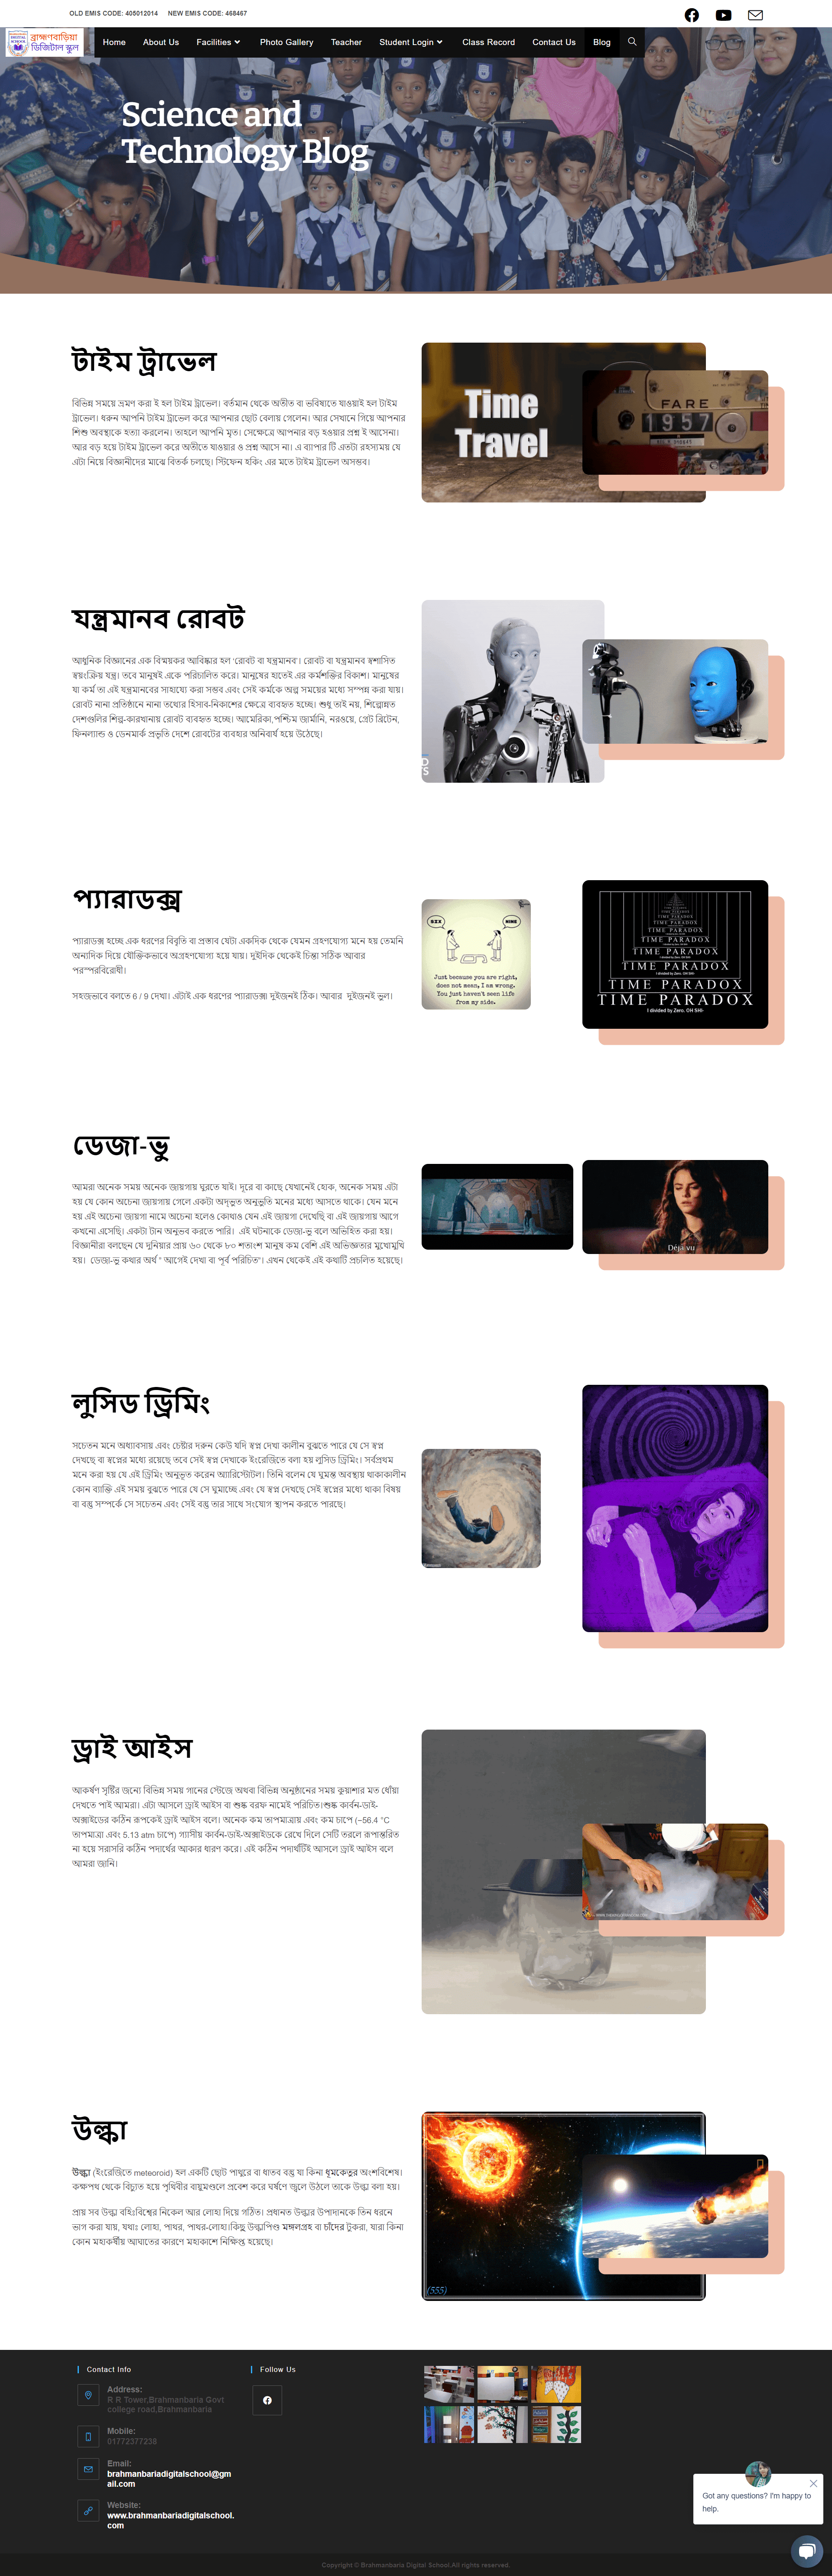 OLD EMIS CODE: 408012014 NEW EMIS CODE: 468467
ব্রাহ্মণবাড়িয়া
ডিজিটাল স্কুল
Home About Us Facilities Photo Gallery Teacher Student Login Class Record Contact Us Blog
Science and
Technology Blog
টাইম ট্রাভেল
বিভিন্ন সময়ে ভ্রমণ করা ই হল টাইম ট্রাভেল। বর্তমান থেকে অতীত বা ভবিষ্যতে যাওয়াই হল টাইম
ট্রাভেল। ধরুন আপনি টাইম ট্রাভেল করে আপনার ছোট বেলায় গেলেন। আর সেখানে গিয়ে আপনার
শিশু অবস্থাকে হত্যা করলেন। তাহলে আপনি মৃত। সেক্ষেত্রে আপনার বড় হওয়ার প্রশ্ন ই আসেনা।
আর বড় হয়ে টাইম ট্রাভেল করে অতীতে যাওয়ার ও প্রশ্ন আসে না। এ ব্যাপার টি এতটা রহস্যময় যে
এটা নিয়ে বিজ্ঞানীদের মাঝে বিতর্ক চলছে। স্টিফেন হকিং এর মতে টাইম ট্রাভেল অসম্ভব।
Time
Travel
FARE
1957
যন্ত্রমানব রোবট
আধুনিক বিজ্ঞানের এক বিস্ময়কর আবিষ্কার হল ‘রোবট বা যন্ত্রমানব’। রোবট বা যন্ত্রমানব স্বশাসিত
স্বয়ংক্রিয় যন্ত্র। তবে মানুষই একে পরিচালিত করে। মানুষের হাতেই এর কর্মশক্তির বিকাশ। মানুষের
যা কর্ম তা এই যন্ত্রমানবের সাহায্যে করা সম্ভব এবং সেই কর্মকে অল্প সময়ের মধ্যে সম্পন্ন করা যায়।
রোবট নানা প্রতিষ্ঠানে নানা তথ্যের হিসাব-নিকাশের ক্ষেত্রে ব্যবহৃত হচ্ছে। শুধু তাই নয়, শিল্পোন্নত
দেশগুলির শিল্প-কারখানায় রোবট ব্যবহৃত হচ্ছে। আমেরিকা,পশ্চিম জার্মানি, নরওয়ে, গ্রেট ব্রিটেন,
ফিনল্যান্ড ও ডেনমার্ক প্রভৃতি দেশে রোবটের ব্যবহার অনিবার্য হয়ে উঠেছে।
প্যারাডক্স
প্যারাডক্স হচ্ছে এক ধরণের বিবৃতি বা প্রস্তাব যেটা একদিক থেকে যেমন গ্রহণযোগ্য মনে হয় তেমনি
অন্যদিক দিয়ে যৌক্তিকভাবে অগ্রহণযোগ্য হয়ে যায়। দুইদিক থেকেই চিন্তা সঠিক আবার
পরস্পরবিরোধী।
সহজভাবে বলতে 6 / 9 দেখা। এটাই এক ধরণের প্যারাডক্স। দুইজনই ঠিক। আবার দুইজনই ভুল।
SIX NINE
Just because you are right,
does not mean, I am wrong.
You just haven't seen life
from my side.
TIME PARADOX
TIME PARADOX
TIME PARADOX
TIME PARADOX
I divided by Zero. OH SHI-
ডেজা-ভু
আমরা অনেক সময় অনেক জায়গায় ঘুরতে যাই। দূরে বা কাছে যেখানেই হোক, অনেক সময় এটা
হয় যে কোন অচেনা জায়গায় গেলে একটা অদ্ভুত অনুভুতি মনের মধ্যে আসতে থাকে। যেন মনে
হয় এই অচেনা জায়গা নামে অচেনা হলেও কোথাও যেন এই জায়গা দেখেছি বা এই জায়গায় আগে
কখনো এসেছি। একটা টান অনুভব করতে পারি। এই ঘটনাকে ডেজা-ভু বলে অভিহিত করা হয়।
বিজ্ঞানীরা বলছেন যে দুনিয়ার প্রায় ৬০ থেকে ৮০ শতাংশ মানুষ কম বেশি এই অভিজ্ঞতার মুখোমুখি
হয়। ডেজা-ভু কথার অর্থ " আগেই দেখা বা পূর্ব পরিচিত"। এখন থেকেই এই কথাটি প্রচলিত হয়েছে।
Déjà vu
লুসিড ড্রিমিং
সচেতন মনে অধ্যাবসায় এবং চেষ্টার দরুন কেউ যদি স্বপ্ন দেখা কালীন বুঝতে পারে যে সে স্বপ্ন
দেখছে বা স্বপ্নের মধ্যে রয়েছে তবে সেই স্বপ্ন দেখাকে ইংরেজিতে বলা হয় লুসিড ড্রিমিং। সর্বপ্রথম
মনে করা হয় যে এই ড্রিমিং অনুভূত করেন অ্যারিস্টোটল। তিনি বলেন যে ঘুমন্ত অবস্থায় থাকাকালীন
কোন ব্যাক্তি এই সময় বুঝতে পারে যে সে ঘুমাচ্ছে এবং যে স্বপ্ন দেখছে সেই স্বপ্নের মধ্যে থাকা বিষয়
বা বস্তু সম্পর্কে সে সচেতন এবং সেই বস্তু তার সাথে সংযোগ স্থাপন করতে পারছে।
ড্রাই আইস
আকর্ষণ সৃষ্টির জন্যে বিভিন্ন সময় গানের স্টেজে অথবা বিভিন্ন অনুষ্ঠানের সময় কুয়াশার মত ধোঁয়া
দেখতে পাই আমরা। এটা আসলে ড্রাই আইস বা শুষ্ক বরফ নামেই পরিচিত।শুষ্ক কার্বন-ডাই-
অক্সাইডের কঠিন রূপকেই ড্রাই আইস বলে। অনেক কম তাপমাত্রায় এবং কম চাপে (–56.4 °C
তাপমাত্রা এবং 5.13 atm চাপে) গ্যাসীয় কার্বন-ডাই-অক্সাইডকে রেখে দিলে সেটি তরলে রূপান্তরিত
না হয়ে সরাসরি কঠিন পদার্থের আকার ধারণ করে। এই কঠিন পদার্থটিই আসলে ড্রাই আইস বলে
আমরা জানি।
উল্কা
উল্কা (ইংরেজিতে meteoroid) হল একটি ছোট পাথুরে বা ধাতব বস্তু যা কিনা ধূমকেতুর অংশবিশেষ।
কক্ষপথ থেকে বিচ্যুত হয়ে পৃথিবীর বায়ুমণ্ডলে প্রবেশ করে ঘর্ষণে জ্বলে উঠলে তাকে উল্কা বলা হয়।
প্রায় সব উল্কা বহিঃবিশ্বের নিকেল আর লোহা দিয়ে গঠিত। প্রধানত উল্কার উপাদানকে তিন ধরনে
ভাগ করা যায়, যথাঃ লোহা, পাথর, পাথর-লোহা।কিছু উল্কাপিণ্ড মঙ্গলগ্রহ বা চাঁদের টুকরা, যারা কিনা
কোন মহাকর্ষীয় আঘাতের কারণে মহাকাশে নিক্ষিপ্ত হয়েছে।
(555)
Contact Info Follow Us
Address:
R R Tower,Brahmanbaria Govt
college road,Brahmanbaria
Mobile:
01772377238
Email:
brahmanbariadigitalschool@gm
ail.com
Website:
www.brahmanbariadigitalschool.
com
Got any questions? I'm happy to
help.
Copyright © Brahmanbaria Digital School.All rights reserved.